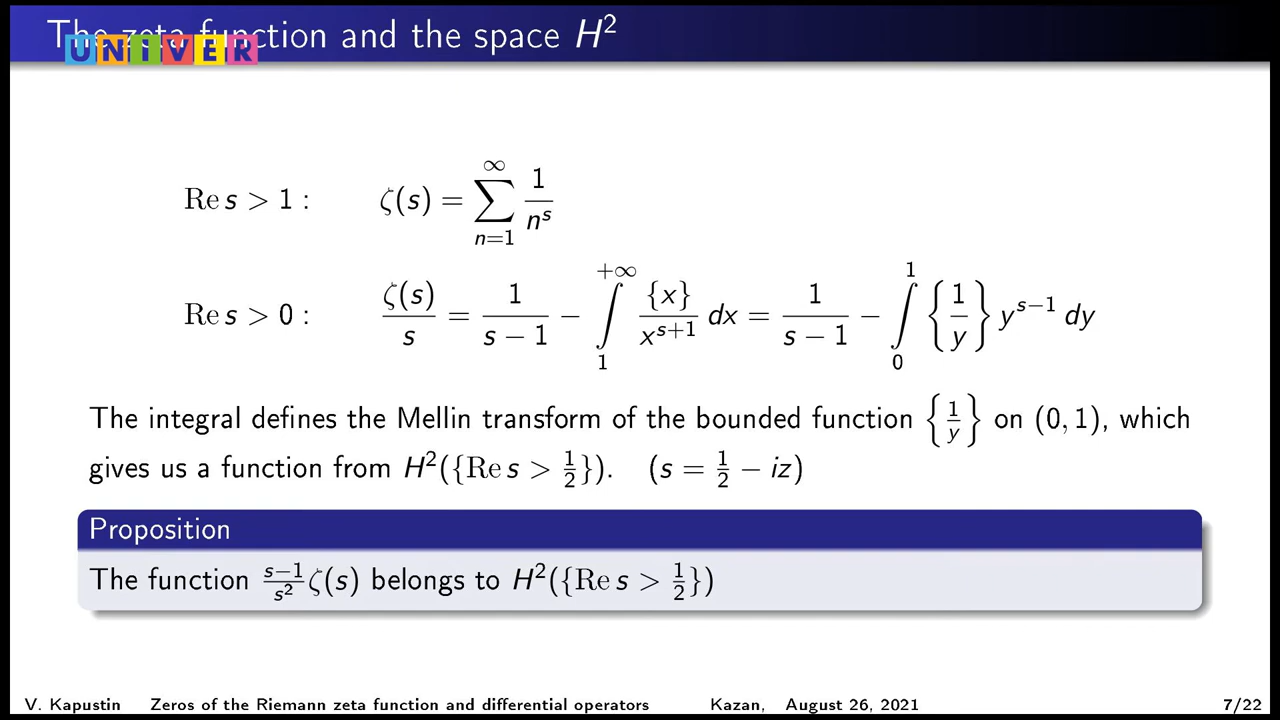 The zeta function and the space H²
UNIVER
Re s > 1 : ζ(s) = ∑_{n=1}^{∞} 1/n^s
Re s > 0 : ζ(s)/s = 1/(s − 1) − ∫_{1}^{+∞} {x}/x^{s+1} dx = 1/(s − 1) − ∫_{0}^{1} {1/y} y^{s−1} dy
The integral defines the Mellin transform of the bounded function {1/y} on (0, 1), which
gives us a function from H²({Re s > 1/2}). (s = 1/2 − iz)
Proposition
The function (s−1)/s² ζ(s) belongs to H²({Re s > 1/2})
V. Kapustin Zeros of the Riemann zeta function and differential operators Kazan, August 26, 2021 7/22